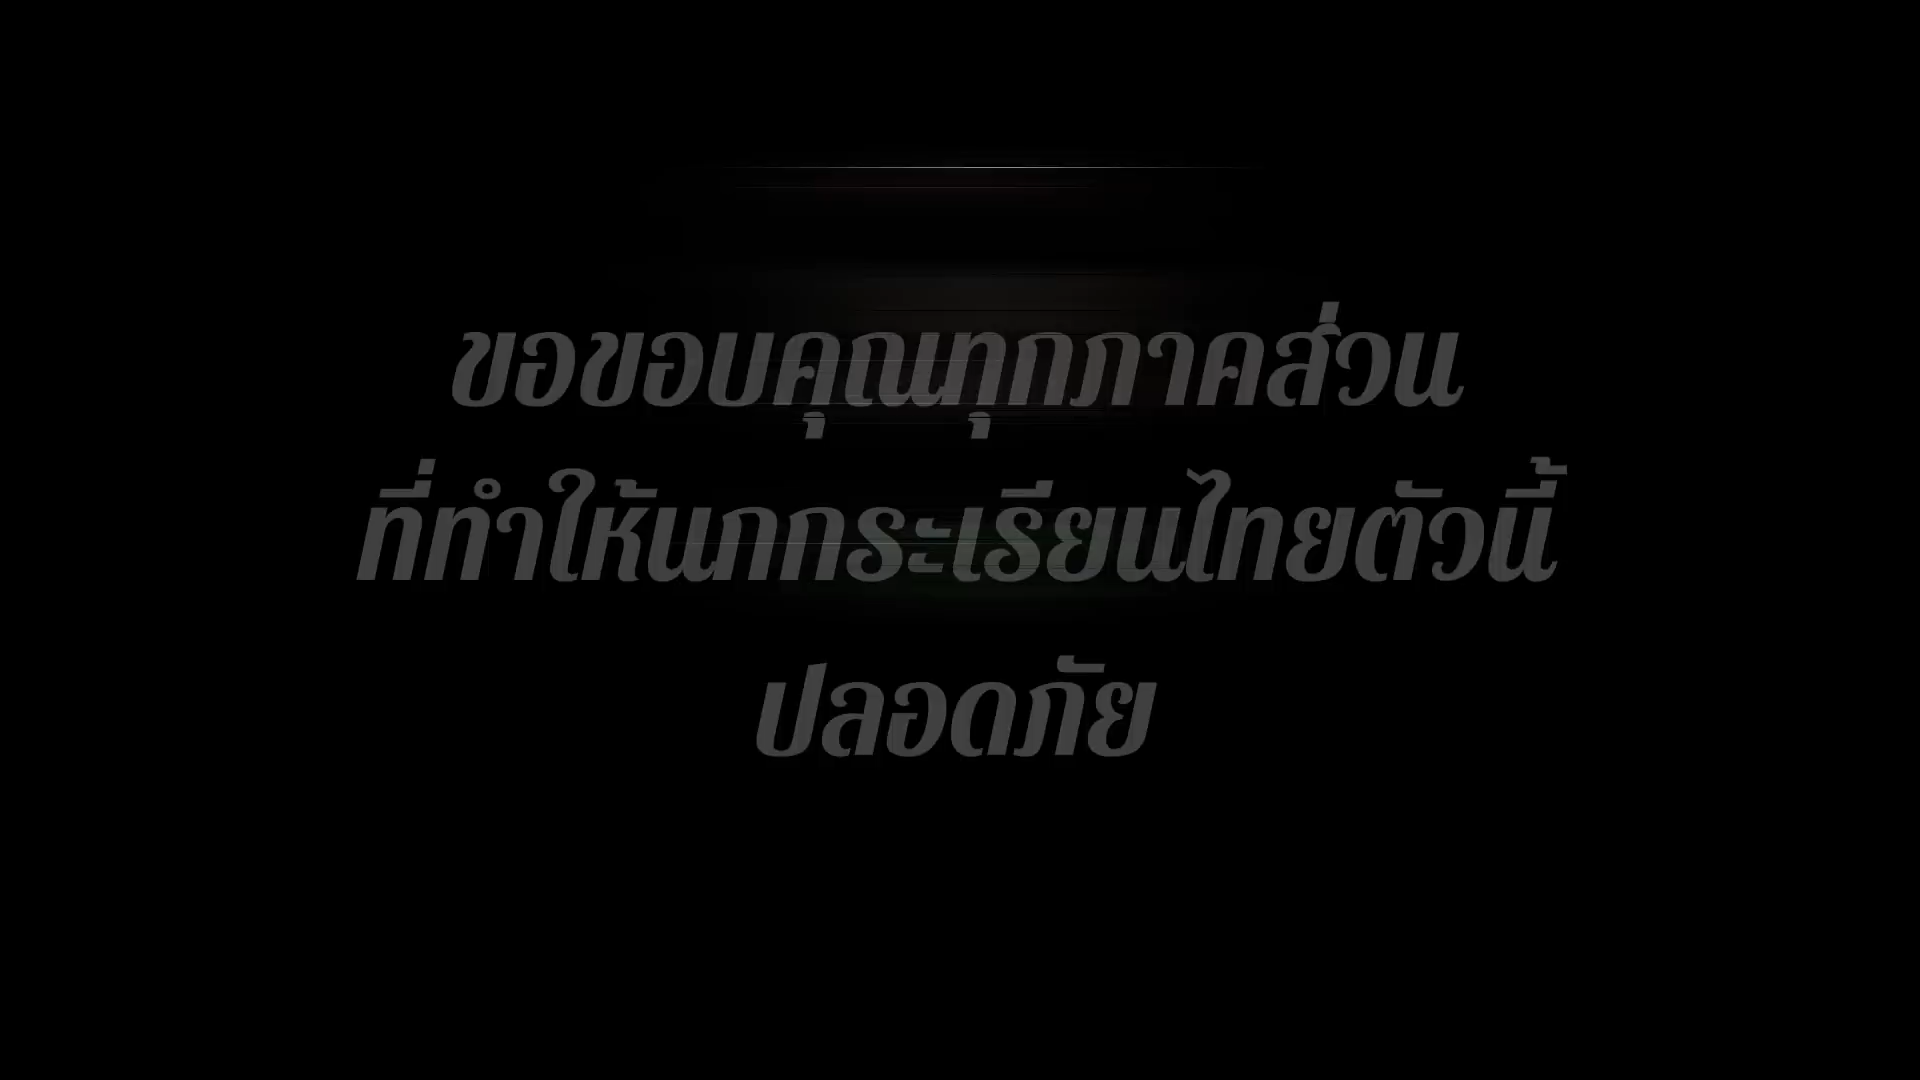 ขอขอบคุณทุกภาคส่วน
ที่ทำให้นกกระเรียนไทยตัวนี้
ปลอดภัย